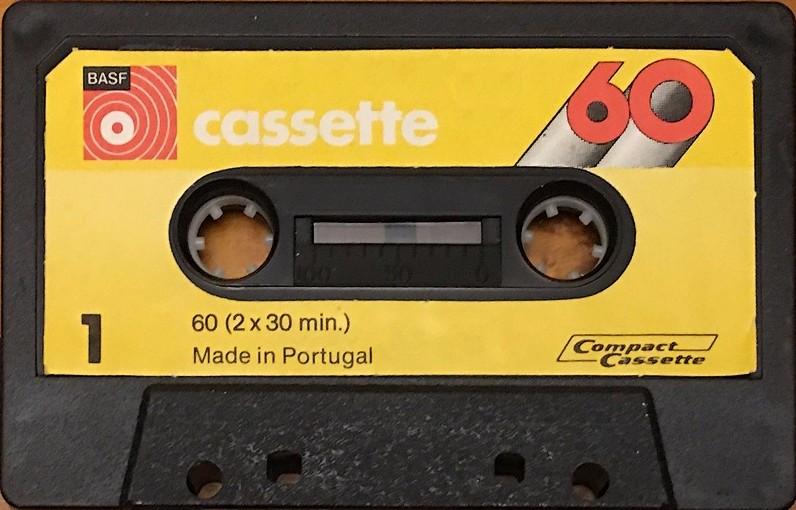 BASF
cassette
60
100 50 0
1
60 (2 x 30 min.)
Made in Portugal
Compact
Cassette